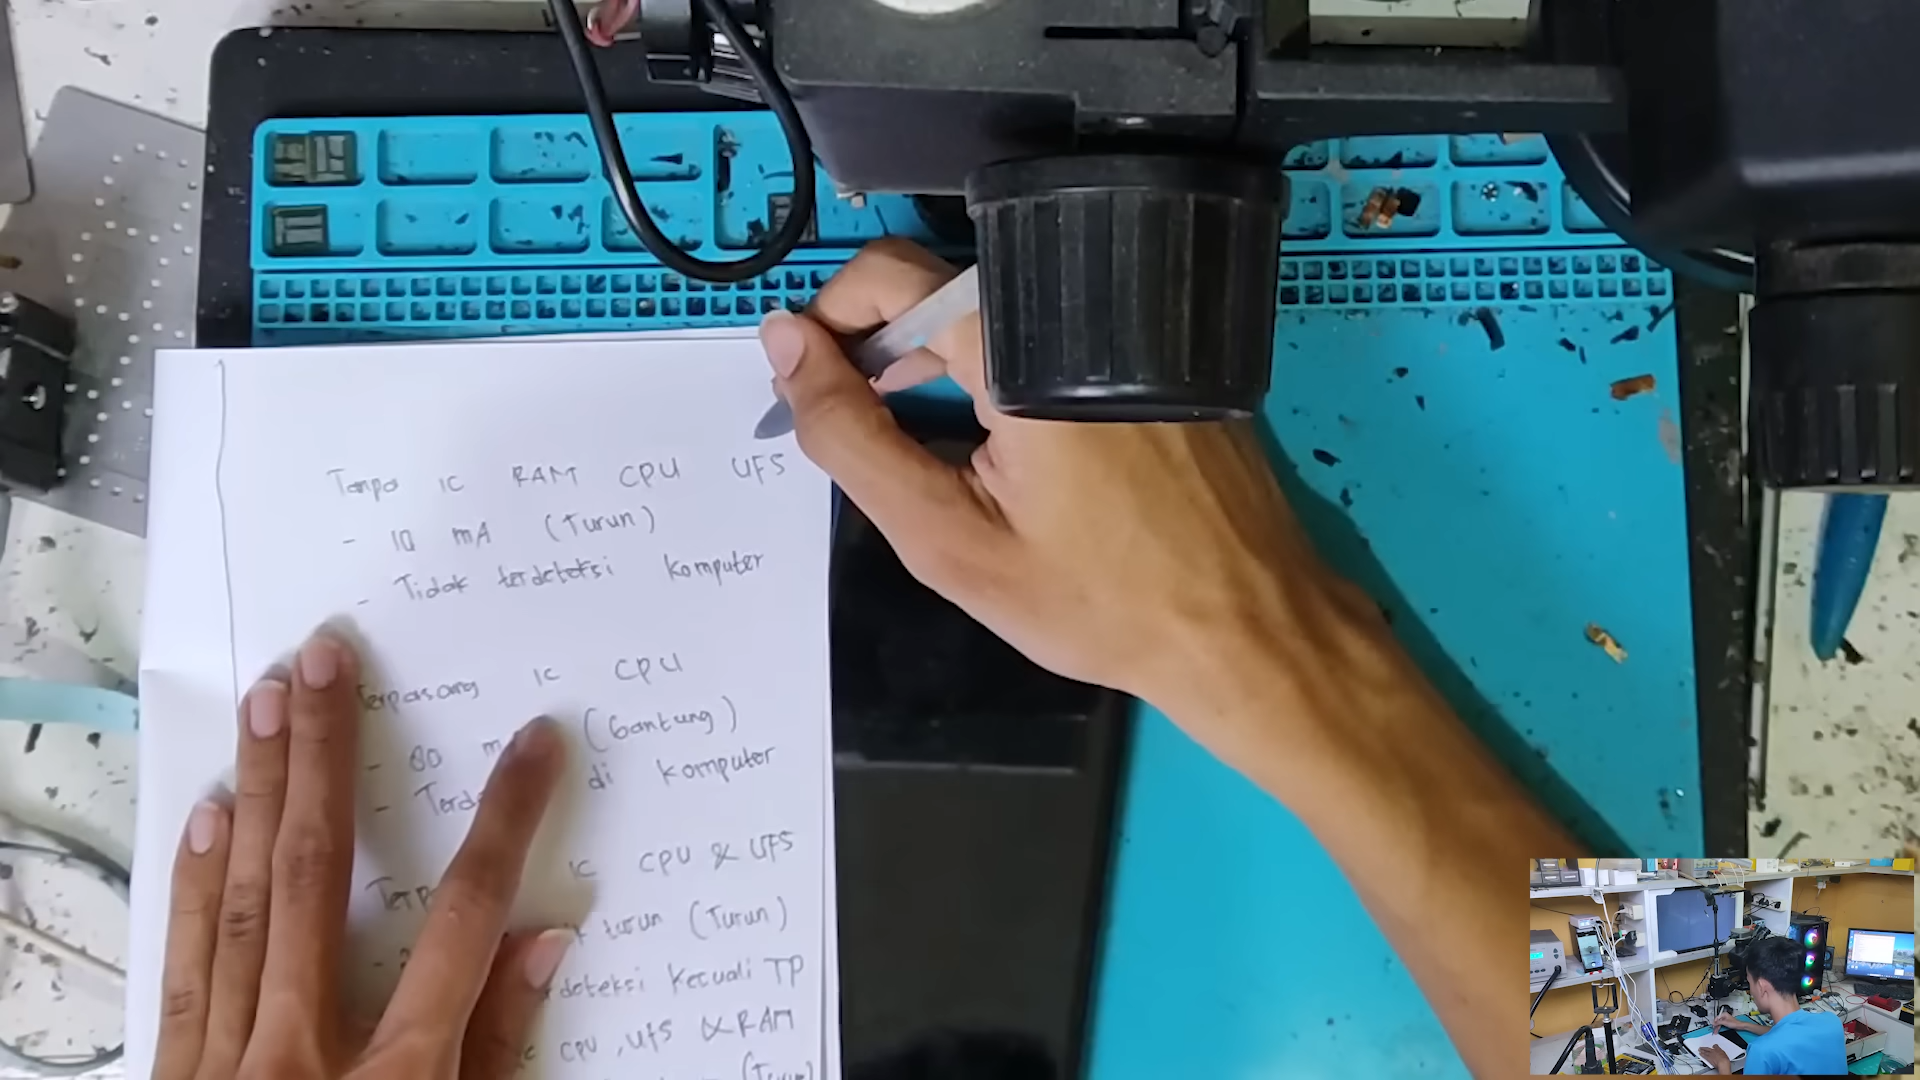 Tanpa IC RAM CPU UFS
- 10 mA (Turun)
- Tidak terdeteksi Komputer
Terpasang IC CPU
- 80 (Gantung)
- di Komputer
IC CPU & UFS
- turun (Turun)
kecuali TP
CPU, UFS & RAM
(Turun)